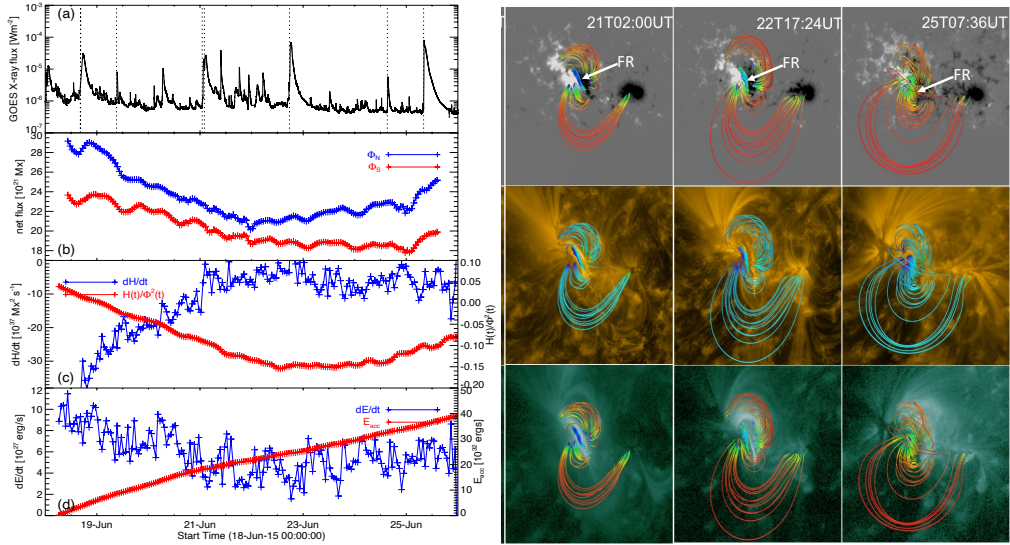 (a)
GOES X-ray flux [Wm⁻²]
10⁻³
10⁻⁴
10⁻⁵
10⁻⁶
10⁻⁷
net flux [10²¹ Mx]
30
28
26
24
22
20
18
Φ_N
Φ_S
(b)
dH/dt [10³⁷ Mx² s⁻¹]
-10
-20
-30
dH/dt
H(t)/Φ²(t)
0.10
0.05
0.00
-0.05
-0.10
-0.15
-0.20
H(t)/Φ²(t)
(c)
dE/dt [10²⁷ erg/s]
12
10
8
6
4
2
0
dE/dt
E_acc
50
40
30
20
10
0
E_acc [10³² ergs]
(d)
19-Jun 21-Jun 23-Jun 25-Jun
Start Time (18-Jun-15 00:00:00)
21T02:00UT
FR
22T17:24UT
FR
25T07:36UT
FR